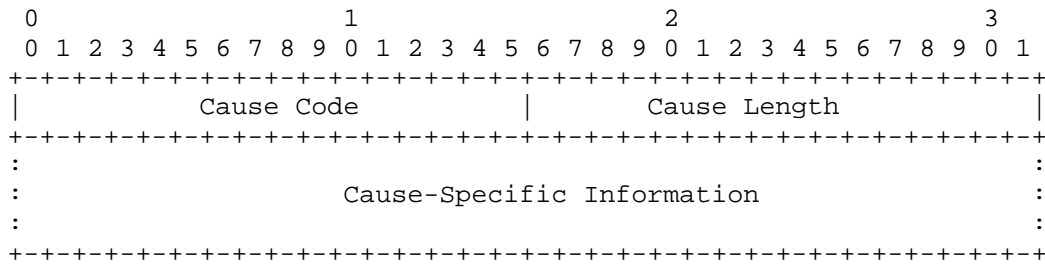 0                   1                   2                   3
 0 1 2 3 4 5 6 7 8 9 0 1 2 3 4 5 6 7 8 9 0 1 2 3 4 5 6 7 8 9 0 1
+-+-+-+-+-+-+-+-+-+-+-+-+-+-+-+-+-+-+-+-+-+-+-+-+-+-+-+-+-+-+-+-+
|           Cause Code          |       Cause Length            |
+-+-+-+-+-+-+-+-+-+-+-+-+-+-+-+-+-+-+-+-+-+-+-+-+-+-+-+-+-+-+-+-+
:                                                               :
:                    Cause-Specific Information                 :
:                                                               :
+-+-+-+-+-+-+-+-+-+-+-+-+-+-+-+-+-+-+-+-+-+-+-+-+-+-+-+-+-+-+-+-+